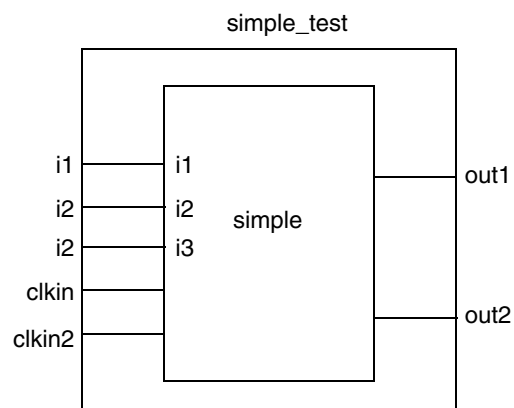 simple_test
i1 i1
out1
i2 i2
simple
i2 i3
clkin
out2
clkin2